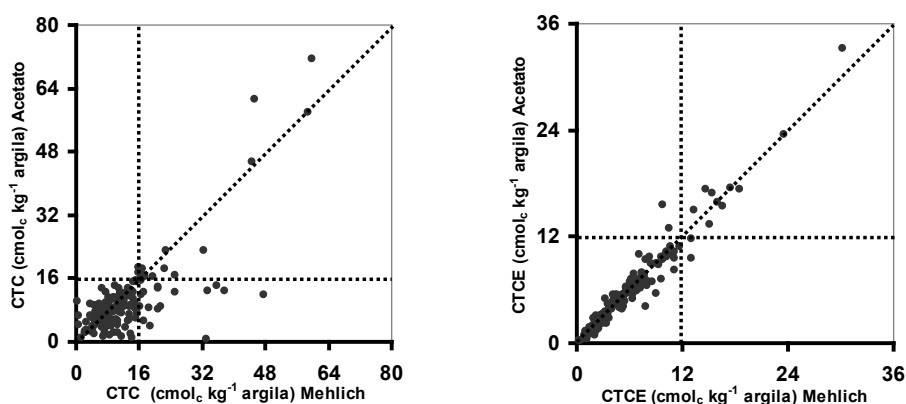 80
64
48
32
16
0
CTC (cmolc kg-1 argila) Acetato
0 16 32 48 64 80
CTC (cmolc kg-1 argila) Mehlich
36
24
12
0
CTCE (cmolc kg-1 argila) Acetato
0 12 24 36
CTCE (cmolc kg-1 argila) Mehlich